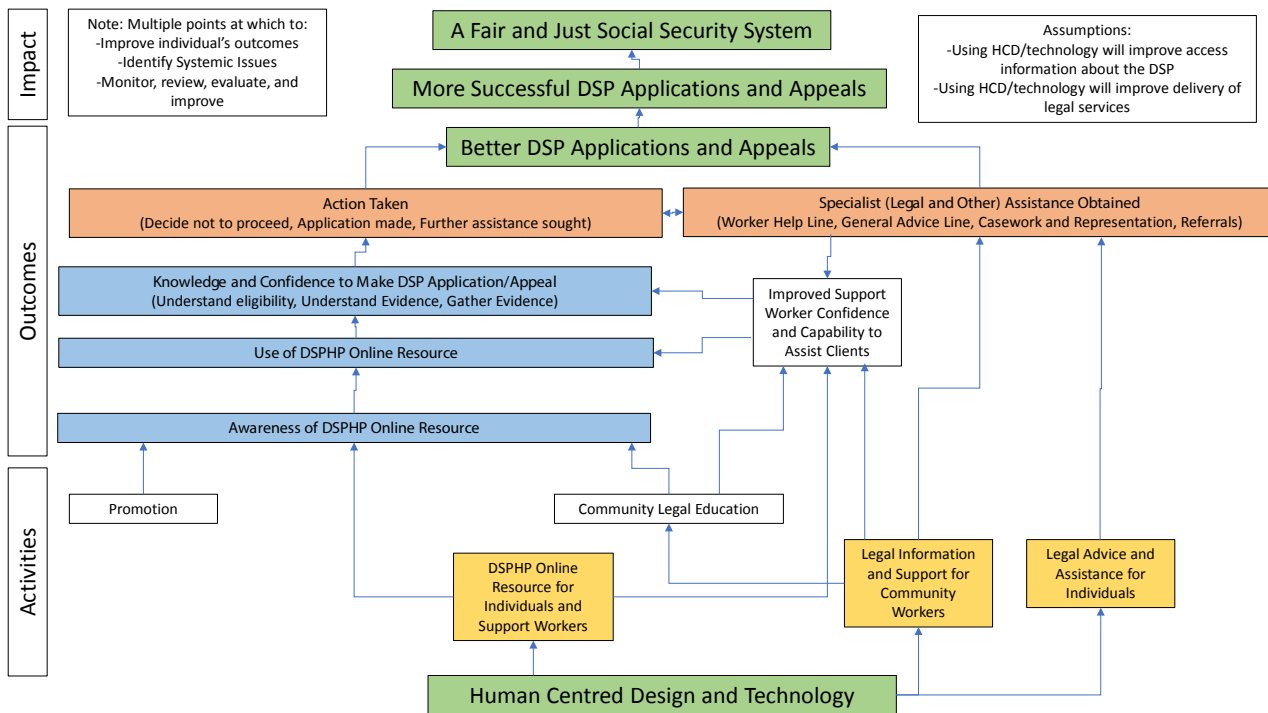 Impact
Note: Multiple points at which to:
-Improve individual's outcomes
-Identify Systemic Issues
-Monitor, review, evaluate, and
improve
A Fair and Just Social Security System
More Successful DSP Applications and Appeals
Assumptions:
-Using HCD/technology will improve access
information about the DSP
-Using HCD/technology will improve delivery of
legal services
Outcomes
Better DSP Applications and Appeals
Action Taken
(Decide not to proceed, Application made, Further assistance sought)
Specialist (Legal and Other) Assistance Obtained
(Worker Help Line, General Advice Line, Casework and Representation, Referrals)
Knowledge and Confidence to Make DSP Application/Appeal
(Understand eligibility, Understand Evidence, Gather Evidence)
Improved Support
Worker Confidence
and Capability to
Assist Clients
Use of DSPHP Online Resource
Awareness of DSPHP Online Resource
Activities
Promotion
Community Legal Education
DSPHP Online
Resource for
Individuals and
Support Workers
Legal Information
and Support for
Community
Workers
Legal Advice and
Assistance for
Individuals
Human Centred Design and Technology